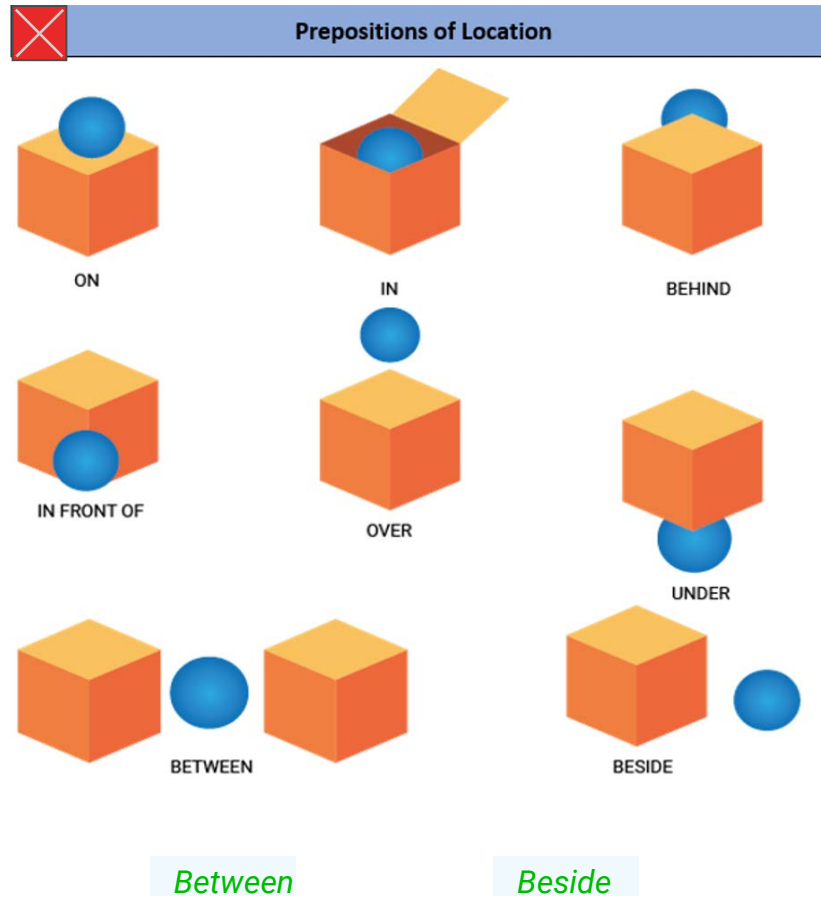 Prepositions of Location
ON
IN
BEHIND
IN FRONT OF
OVER
UNDER
BETWEEN
BESIDE
Between
Beside